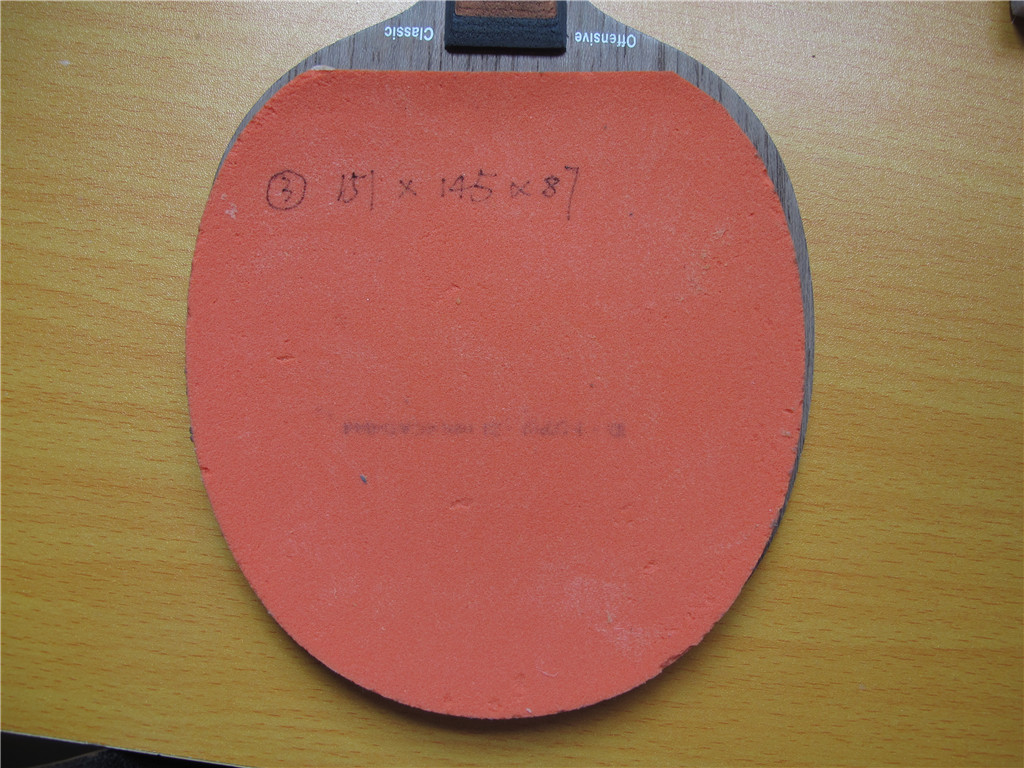 Offensive Classic
③ 151 × 145 × 87